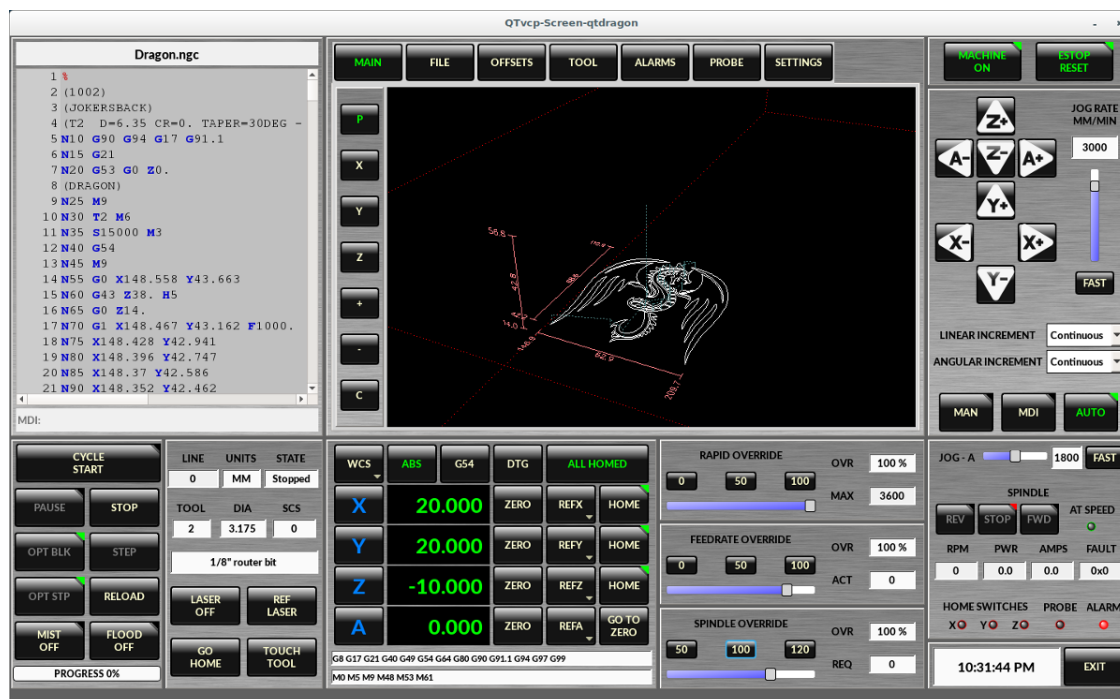 QTvcp-Screen-qtdragon
Dragon.ngc
1 %
2 (1002)
3 (JOKERSBACK)
4 (T2 D=6.35 CR=0. TAPER=30DEG -
5 N10 G90 G94 G17 G91.1
6 N15 G21
7 N20 G53 G0 Z0.
8 (DRAGON)
9 N25 M9
10 N30 T2 M6
11 N35 S15000 M3
12 N40 G54
13 N45 M9
14 N55 G0 X148.558 Y43.663
15 N60 G43 Z38. H5
16 N65 G0 Z14.
17 N70 G1 X148.467 Y43.162 F1000.
18 N75 X148.428 Y42.941
19 N80 X148.396 Y42.747
20 N85 X148.37 Y42.586
21 N90 X148.352 Y42.462
MDI:
MAIN FILE OFFSETS TOOL ALARMS PROBE SETTINGS
P
X
Y
Z
+
-
C
56.8
42.8
14.0
146.9
62.9
209.7
MACHINE ON
ESTOP RESET
Z+
A- Z- A+
Y+
X- X+
Y-
JOG RATE
MM/MIN
3000
FAST
LINEAR INCREMENT Continuous
ANGULAR INCREMENT Continuous
MAN MDI AUTO
CYCLE
START
PAUSE STOP
OPT BLK STEP
OPT STP RELOAD
MIST OFF
FLOOD OFF
PROGRESS 0%
LINE UNITS STATE
0 MM Stopped
TOOL DIA SCS
2 3.175 0
1/8" router bit
LASER OFF
REF LASER
GO HOME
TOUCH TOOL
WCS ABS G54 DTG ALL HOMED
X 20.000 ZERO REFX HOME
Y 20.000 ZERO REFY HOME
Z -10.000 ZERO REFZ HOME
A 0.000 ZERO REFA GO TO ZERO
G8 G17 G21 G40 G49 G54 G64 G80 G90 G91.1 G94 G97 G99
M0 M5 M9 M48 M53 M61
RAPID OVERRIDE
0 50 100
OVR 100 %
MAX 3600
FEEDRATE OVERRIDE
0 50 100
OVR 100 %
ACT 0
SPINDLE OVERRIDE
50 100 120
OVR 100 %
REQ 0
JOG - A 1800 FAST
SPINDLE
REV STOP FWD
AT SPEED
RPM PWR AMPS FAULT
0 0.0 0.0 0x0
HOME SWITCHES PROBE ALARM
X Y Z
10:31:44 PM EXIT